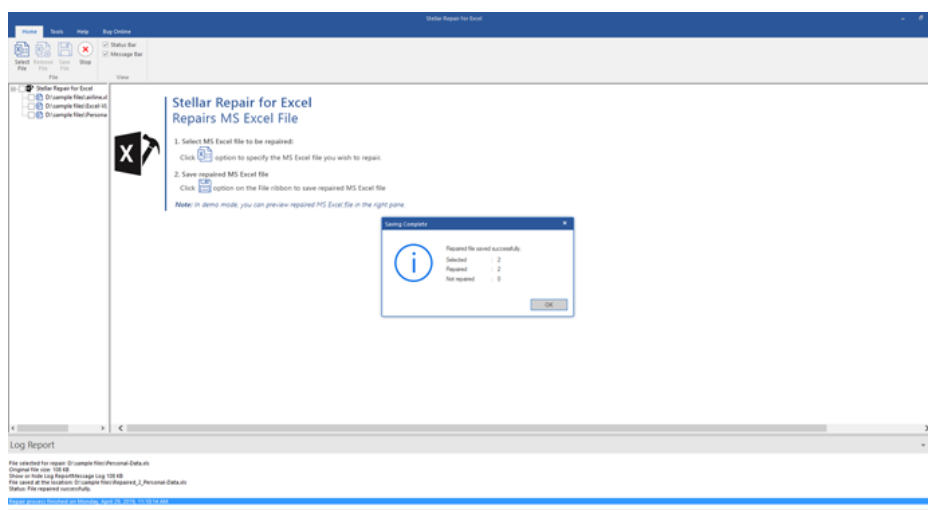 Stellar Repair for Excel
Home Tools Help Buy Online
Select File
Remove File
Save File
Stop
Status Bar
Message Bar
File
View
Stellar Repair for Excel
D:\sample files\airline.xl
D:\sample files\Excel-VI.
D:\sample files\Persona
Stellar Repair for Excel
Repairs MS Excel File
1. Select MS Excel file to be repaired:
Click option to specify the MS Excel file you wish to repair.
2. Save repaired MS Excel file
Click option on the File ribbon to save repaired MS Excel file
Note: In demo mode, you can preview repaired MS Excel file in the right pane.
Saving Complete
Repaired file saved successfully.
Selected : 2
Repaired : 2
Not repaired : 0
OK
Log Report
File selected for repair: D:\sample files\Personal-Data.xls
Original file size: 108 KB
Show or hide Log ReportMessage Log 108 KB
File saved at the location: D:\sample files\Repaired_2_Personal-Data.xls
Status: File repaired successfully.
Repair process finished on Monday, April 29, 2019, 11:10:14 AM